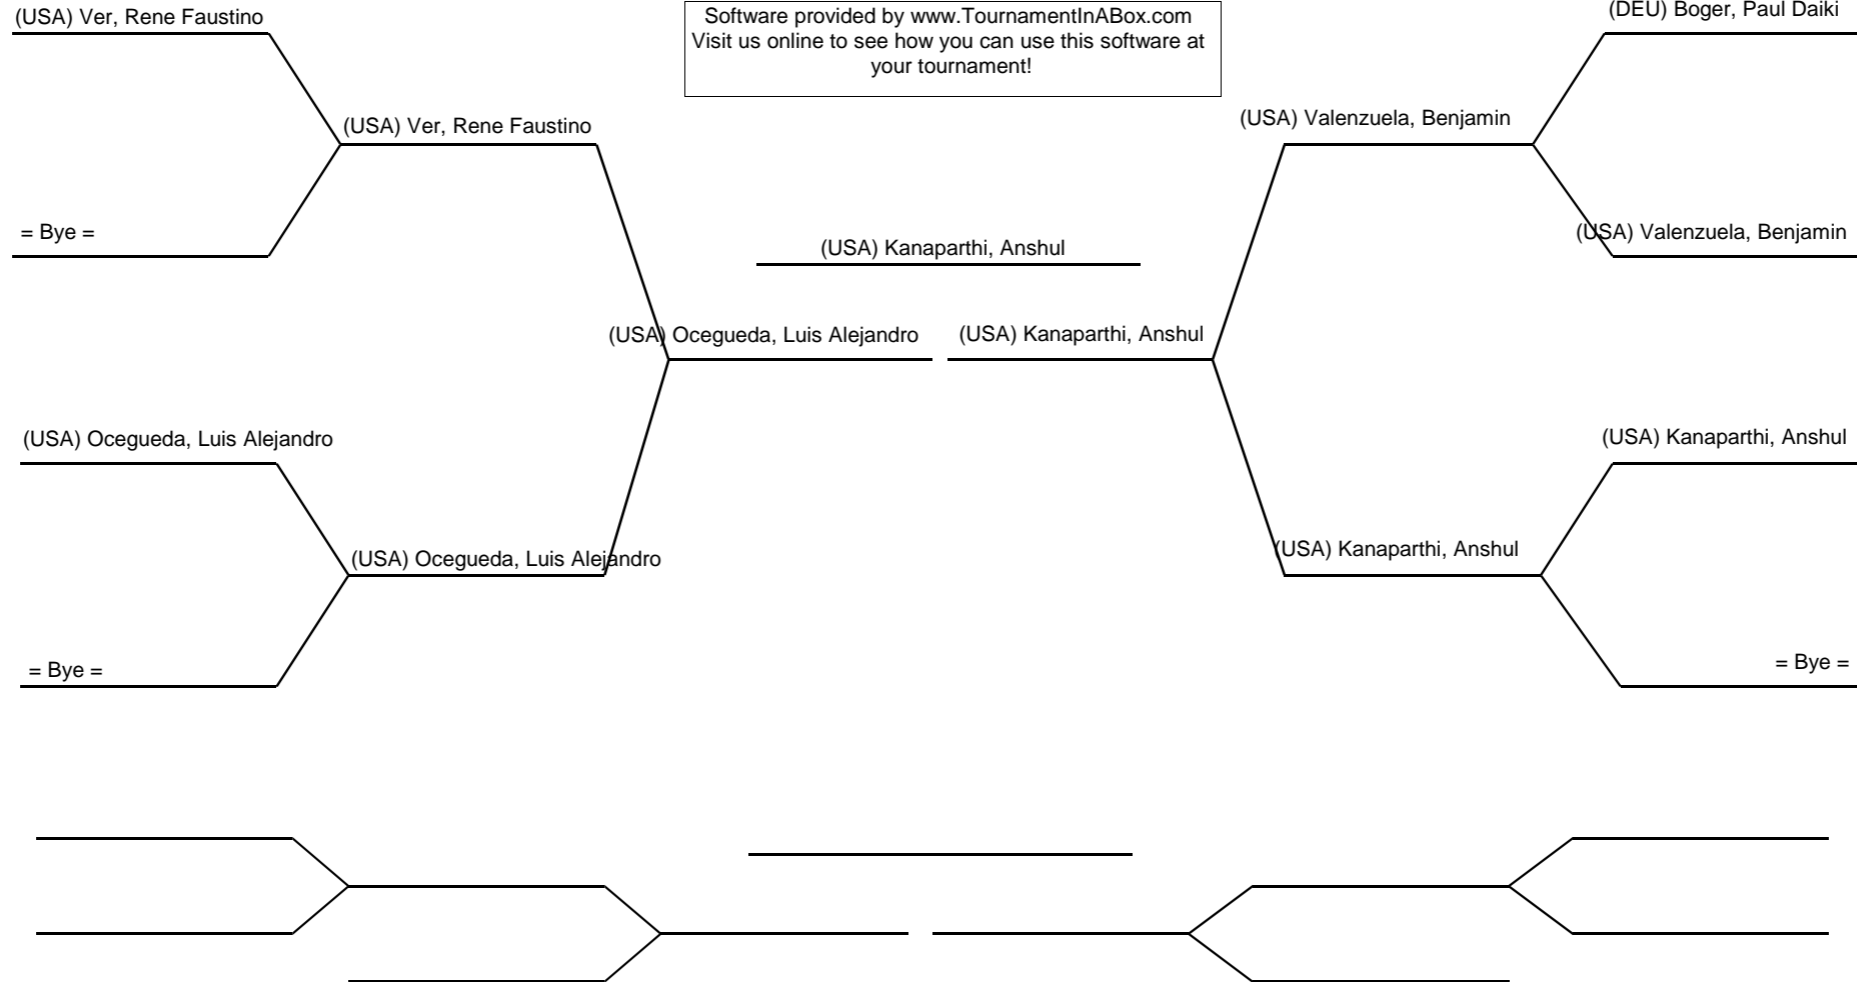 (USA) Ver, Rene Faustino
Software provided by www.TournamentInABox.com
Visit us online to see how you can use this software at
your tournament!
(DEU) Boger, Paul Daiki
(USA) Ver, Rene Faustino
(USA) Valenzuela, Benjamin
= Bye =
(USA) Kanaparthi, Anshul
(USA) Valenzuela, Benjamin
(USA) Ocegueda, Luis Alejandro
(USA) Kanaparthi, Anshul
(USA) Ocegueda, Luis Alejandro
(USA) Kanaparthi, Anshul
(USA) Ocegueda, Luis Alejandro
(USA) Kanaparthi, Anshul
= Bye =
= Bye =